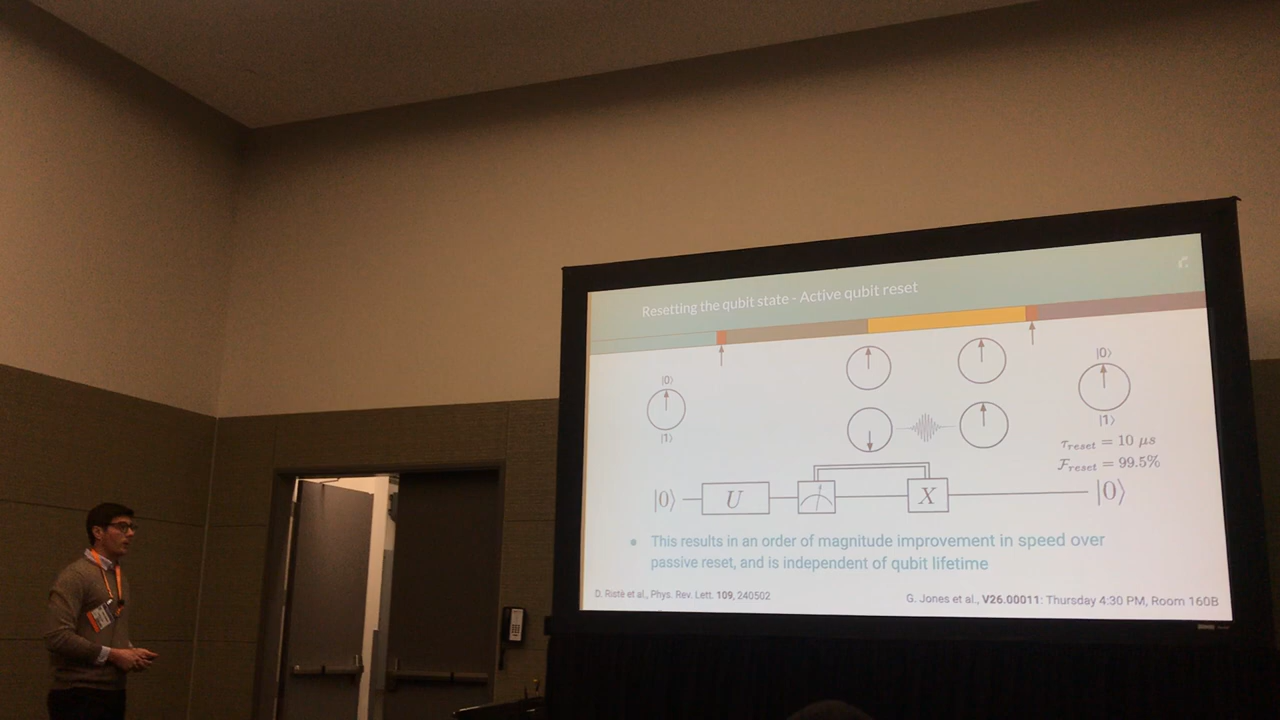 Resetting the qubit state - Active qubit reset
|0⟩
|1⟩
|0⟩
|1⟩
τreset = 10 μs
Freset = 99.5%
|0⟩ U X |0⟩
This results in an order of magnitude improvement in speed over
passive reset, and is independent of qubit lifetime
D. Ristè et al., Phys. Rev. Lett. 109, 240502
G. Jones et al., V26.00011: Thursday 4:30 PM, Room 160B